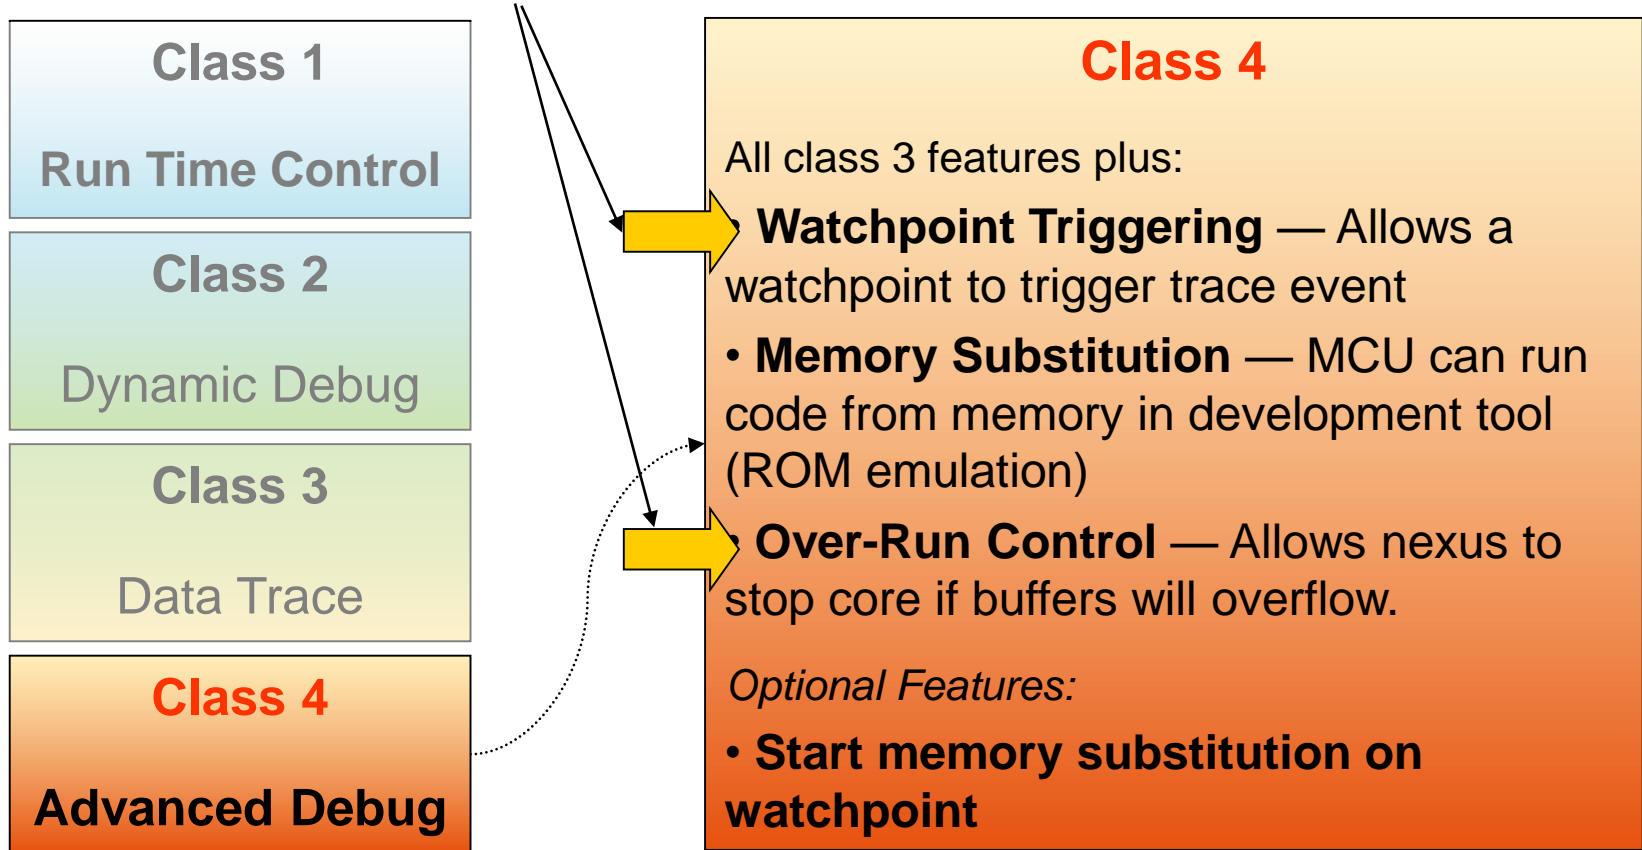 Class 1
Run Time Control
Class 2
Dynamic Debug
Class 3
Data Trace
Class 4
Advanced Debug
Class 4
All class 3 features plus:
• Watchpoint Triggering — Allows a
watchpoint to trigger trace event
• Memory Substitution — MCU can run
code from memory in development tool
(ROM emulation)
• Over-Run Control — Allows nexus to
stop core if buffers will overflow.
Optional Features:
• Start memory substitution on
watchpoint